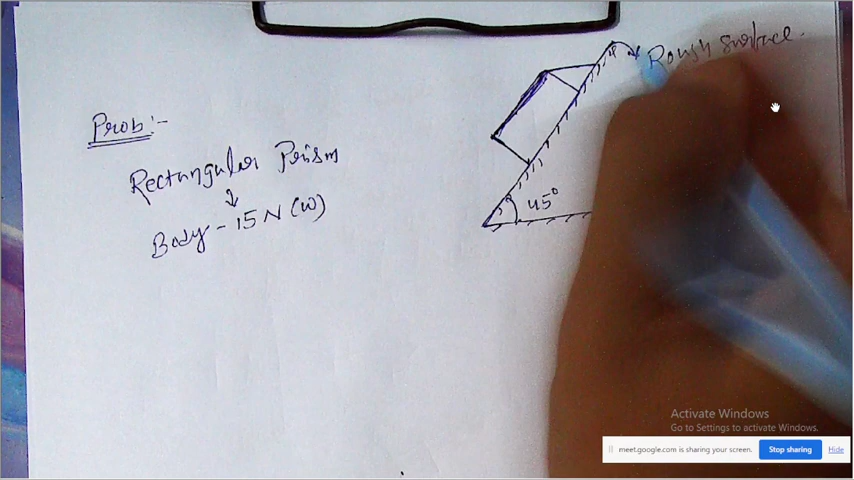 Prob:-
Rectangular Prism
Body - 15 N (W)
45°
Rough surface.
Activate Windows
Go to Settings to activate Windows.
meet.google.com is sharing your screen.
Stop sharing
Hide